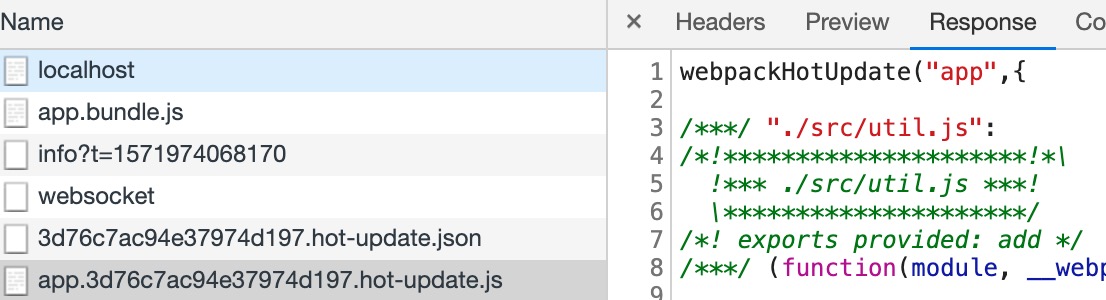 Name
localhost
app.bundle.js
info?t=1571974068170
websocket
3d76c7ac94e37974d197.hot-update.json
app.3d76c7ac94e37974d197.hot-update.js
× Headers Preview Response Co
1 webpackHotUpdate("app",{
2
3 /***/ "./src/util.js":
4 /*!*********************!*\
5   !*** ./src/util.js ***!
6   \*********************/
7 /*! exports provided: add */
8 /***/ (function(module, __webp
9